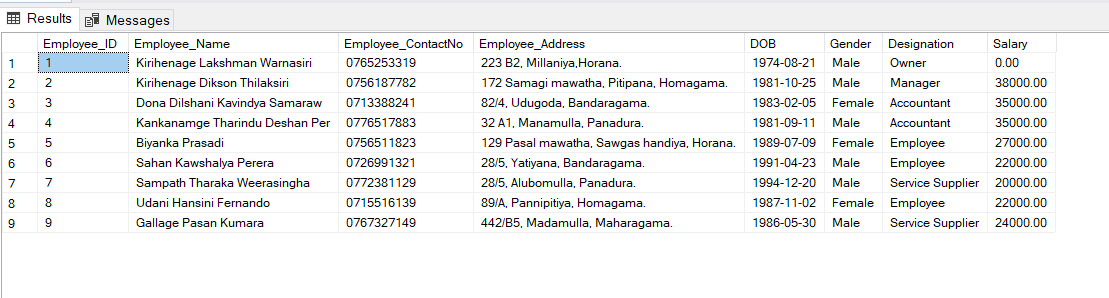 Results Messages
Employee_ID Employee_Name Employee_ContactNo Employee_Address DOB Gender Designation Salary
1 1 Kirihenage Lakshman Warnasiri 0765253319 223 B2, Millaniya,Horana. 1974-08-21 Male Owner 0.00
2 2 Kirihenage Dikson Thilaksiri 0756187782 172 Samagi mawatha, Pitipana, Homagama. 1981-10-25 Male Manager 38000.00
3 3 Dona Dilshani Kavindya Samaraw 0713388241 82/4, Udugoda, Bandaragama. 1983-02-05 Female Accountant 35000.00
4 4 Kankanamge Tharindu Deshan Per 0776517883 32 A1, Manamulla, Panadura. 1981-09-11 Male Accountant 35000.00
5 5 Biyanka Prasadi 0756511823 129 Pasal mawatha, Sawgas handiya, Horana. 1989-07-09 Female Employee 27000.00
6 6 Sahan Kawshalya Perera 0726991321 28/5, Yatiyana, Bandaragama. 1991-04-23 Male Employee 22000.00
7 7 Sampath Tharaka Weerasingha 0772381129 28/5, Alubomulla, Panadura. 1994-12-20 Male Service Supplier 20000.00
8 8 Udani Hansini Fernando 0715516139 89/A, Pannipitiya, Homagama. 1987-11-02 Female Employee 22000.00
9 9 Gallage Pasan Kumara 0767327149 442/B5, Madamulla, Maharagama. 1986-05-30 Male Service Supplier 24000.00